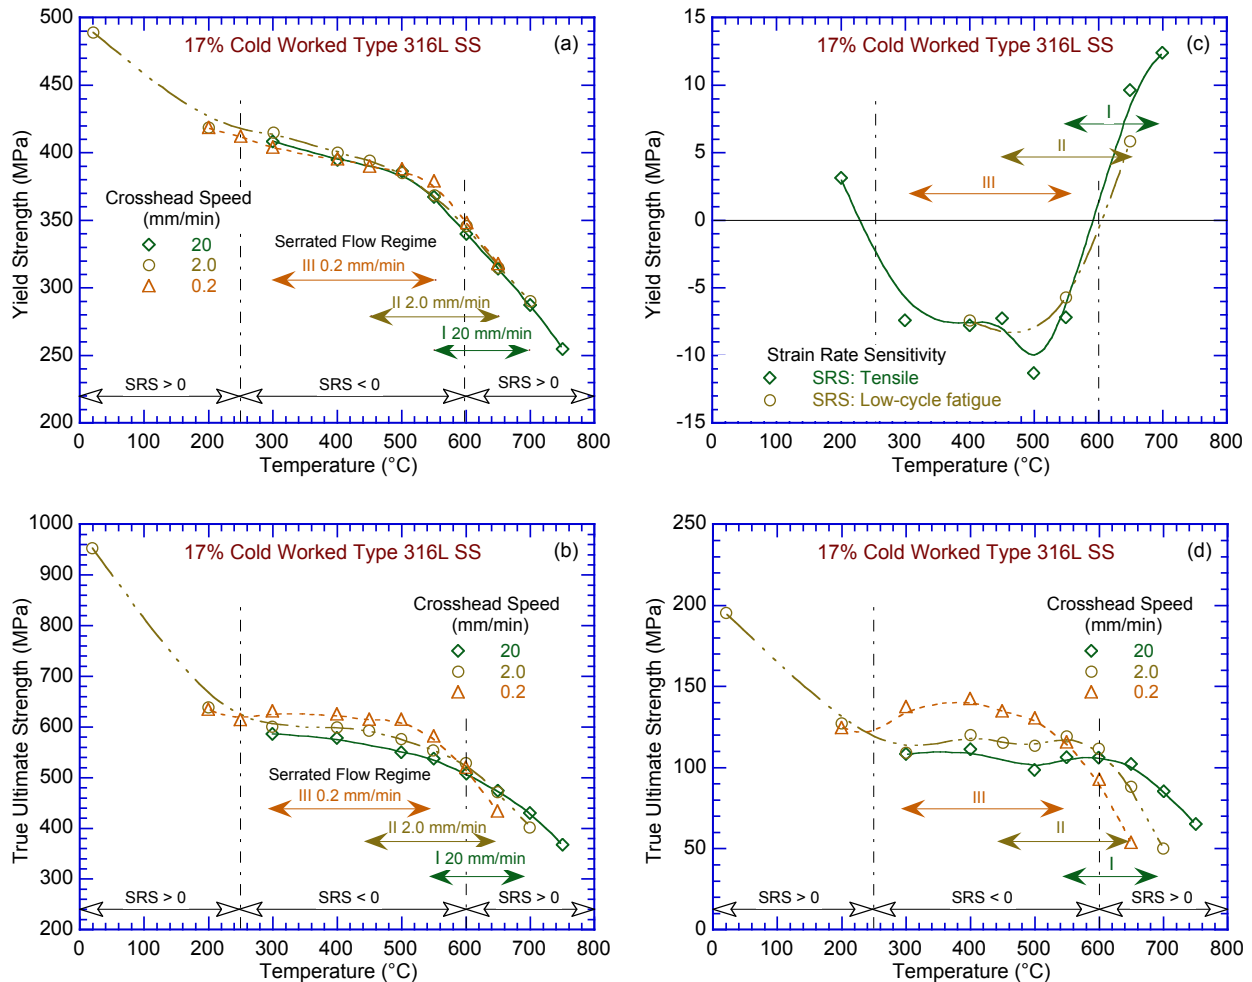 500
450
400
350
300
250
200
Yield Strength (MPa)
17% Cold Worked Type 316L SS
(a)
Crosshead Speed
(mm/min)
20
2.0
0.2
Serrated Flow Regime
III 0.2 mm/min
II 2.0 mm/min
I 20 mm/min
SRS > 0
SRS < 0
SRS > 0
0 100 200 300 400 500 600 700 800
Temperature (°C)
15
10
5
0
-5
-10
-15
Yield Strength (MPa)
17% Cold Worked Type 316L SS
(c)
I
II
III
Strain Rate Sensitivity
SRS: Tensile
SRS: Low-cycle fatigue
0 100 200 300 400 500 600 700 800
Temperature (°C)
1000
900
800
700
600
500
400
300
200
True Ultimate Strength (MPa)
17% Cold Worked Type 316L SS
(b)
Crosshead Speed
(mm/min)
20
2.0
0.2
Serrated Flow Regime
III 0.2 mm/min
II 2.0 mm/min
I 20 mm/min
SRS > 0
SRS < 0
SRS > 0
0 100 200 300 400 500 600 700 800
Temperature (°C)
250
200
150
100
50
0
True Ultimate Strength (MPa)
17% Cold Worked Type 316L SS
(d)
Crosshead Speed
(mm/min)
20
2.0
0.2
III
II
I
SRS > 0
SRS < 0
SRS > 0
0 100 200 300 400 500 600 700 800
Temperature (°C)